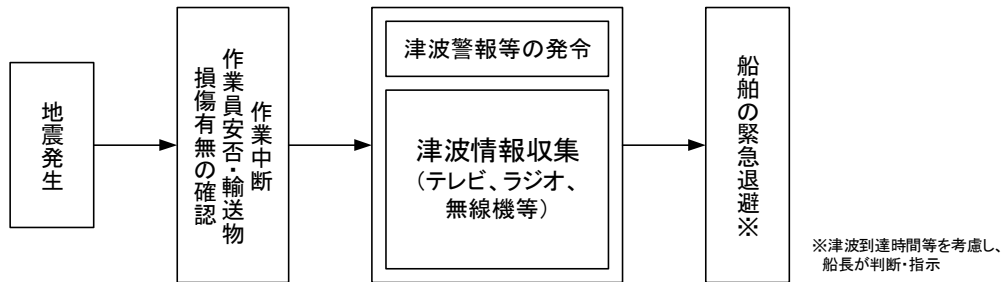 地震発生
作業中断
作業員安否・輸送物
損傷有無の確認
津波警報等の発令
津波情報収集
（テレビ、ラジオ、
無線機等）
船舶の緊急退避※
※津波到達時間等を考慮し、
船長が判断・指示